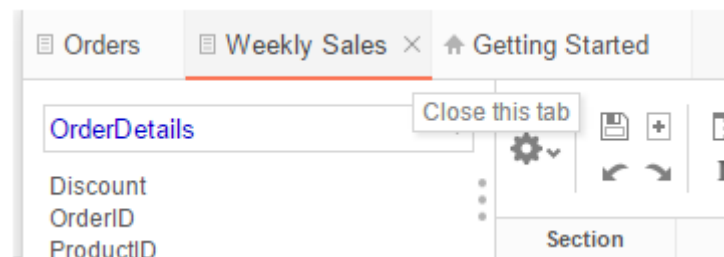 Orders Weekly Sales × Getting Started
Close this tab
OrderDetails
Discount
OrderID
ProductID
Section